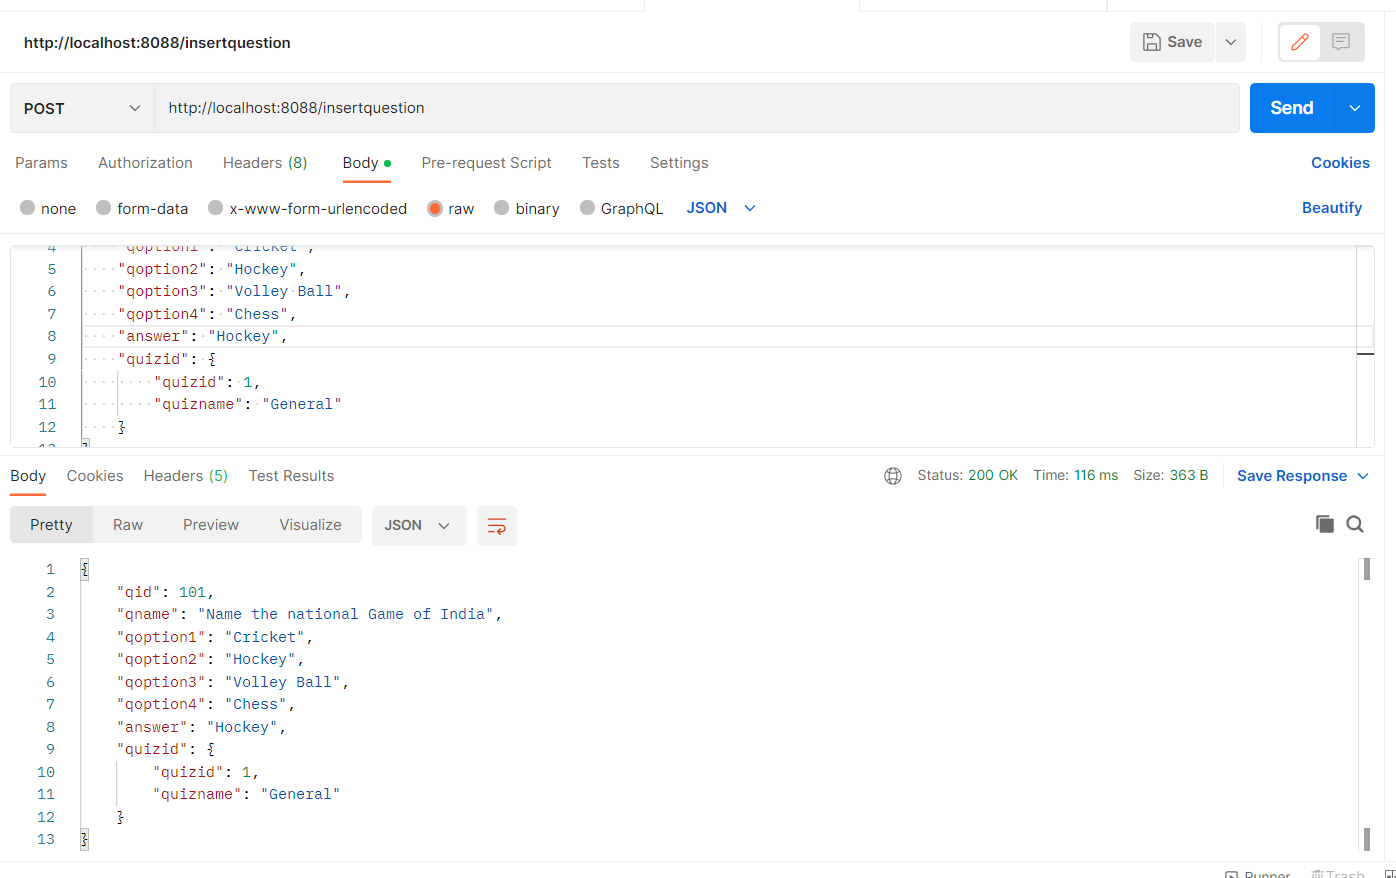 http://localhost:8088/insertquestion
Save
POST
http://localhost:8088/insertquestion
Send
Params Authorization Headers (8) Body Pre-request Script Tests Settings Cookies
none form-data x-www-form-urlencoded raw binary GraphQL JSON Beautify
4 "qoption1": "Cricket",
5 "qoption2": "Hockey",
6 "qoption3": "Volley Ball",
7 "qoption4": "Chess",
8 "answer": "Hockey",
9 "quizid": {
10 "quizid": 1,
11 "quizname": "General"
12 }
13 }
Body Cookies Headers (5) Test Results Status: 200 OK Time: 116 ms Size: 363 B Save Response
Pretty Raw Preview Visualize JSON
1 {
2 "qid": 101,
3 "qname": "Name the national Game of India",
4 "qoption1": "Cricket",
5 "qoption2": "Hockey",
6 "qoption3": "Volley Ball",
7 "qoption4": "Chess",
8 "answer": "Hockey",
9 "quizid": {
10 "quizid": 1,
11 "quizname": "General"
12 }
13 }
Runner Trash